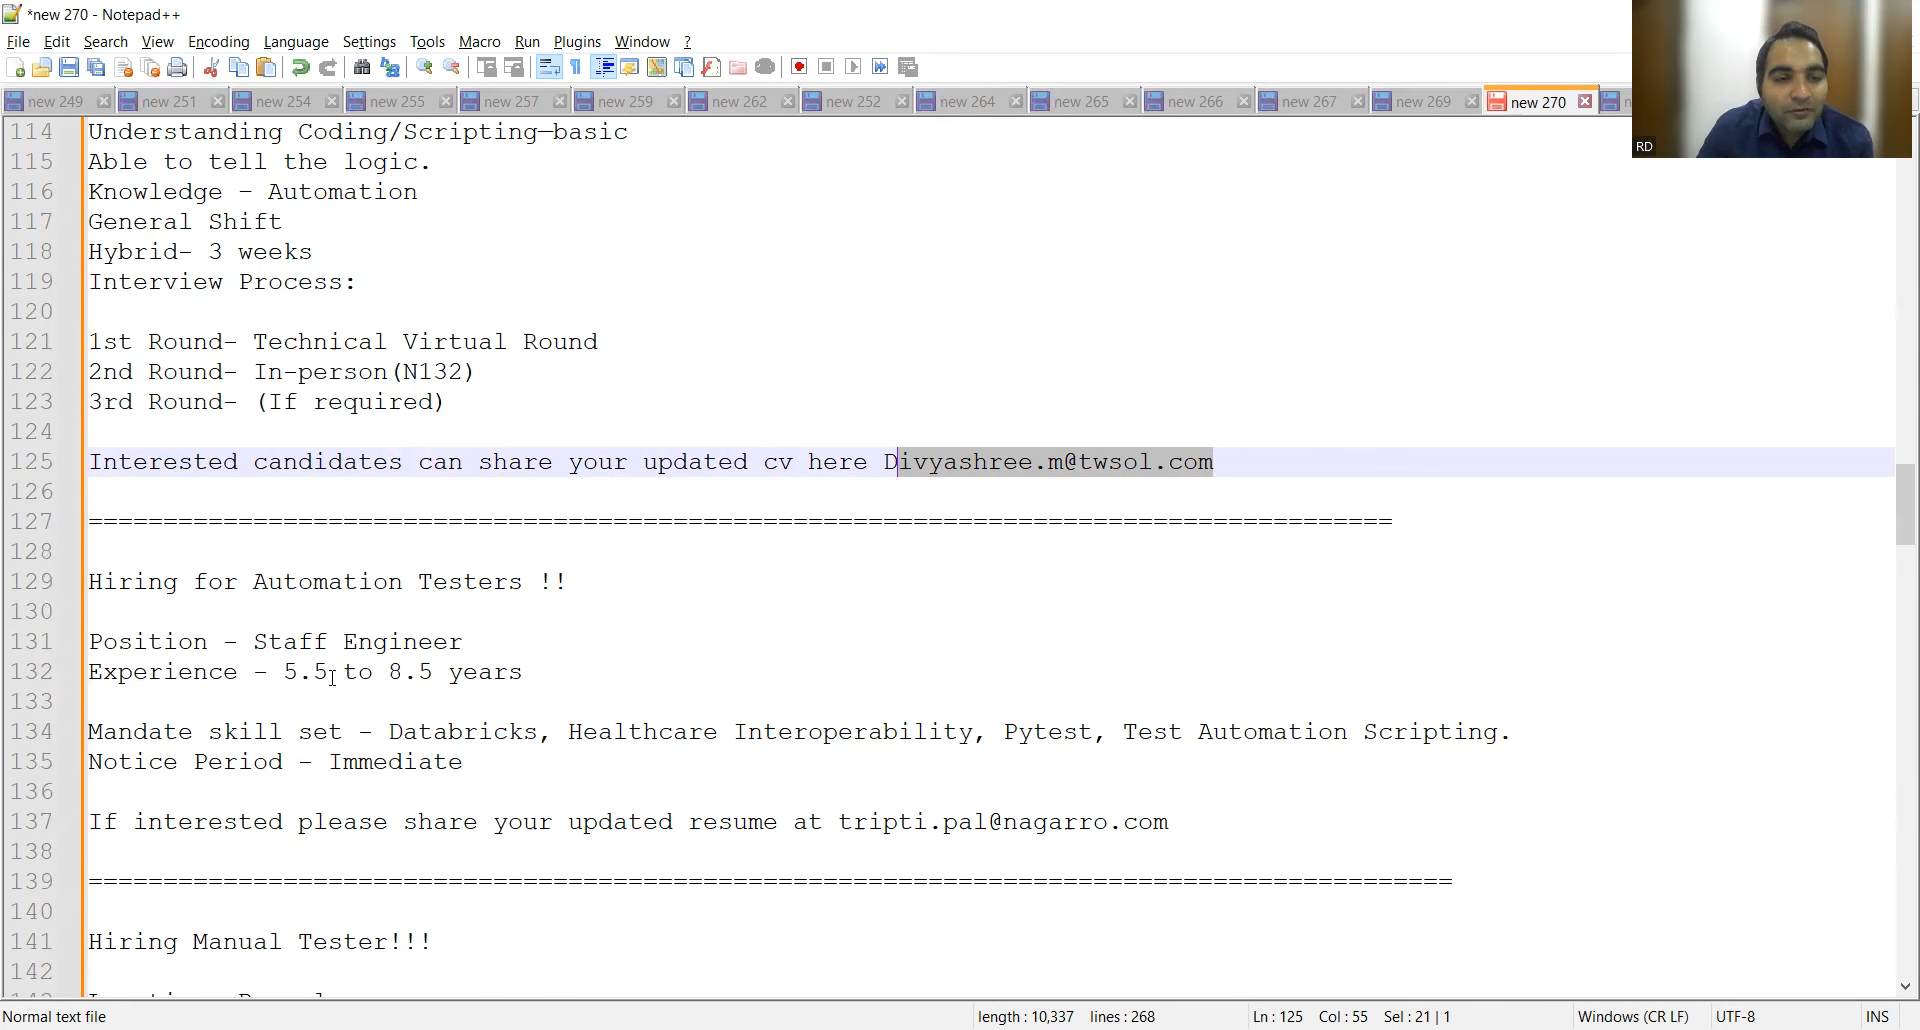 *new 270 - Notepad++
File Edit Search View Encoding Language Settings Tools Macro Run Plugins Window ?
new 249 new 251 new 254 new 255 new 257 new 259 new 262 new 252 new 264 new 265 new 266 new 267 new 269 new 270
RD
114 Understanding Coding/Scripting—basic
115 Able to tell the logic.
116 Knowledge – Automation
117 General Shift
118 Hybrid- 3 weeks
119 Interview Process:
120
121 1st Round- Technical Virtual Round
122 2nd Round- In-person(N132)
123 3rd Round- (If required)
124
125 Interested candidates can share your updated cv here Divyashree.m@twsol.com
126
127 =======================================================================================
128
129 Hiring for Automation Testers !!
130
131 Position – Staff Engineer
132 Experience – 5.5 to 8.5 years
133
134 Mandate skill set – Databricks, Healthcare Interoperability, Pytest, Test Automation Scripting.
135 Notice Period – Immediate
136
137 If interested please share your updated resume at tripti.pal@nagarro.com
138
139 ===========================================================================================
140
141 Hiring Manual Tester!!!
142
Normal text file length : 10,337 lines : 268 Ln : 125 Col : 55 Sel : 21 | 1 Windows (CR LF) UTF-8 INS